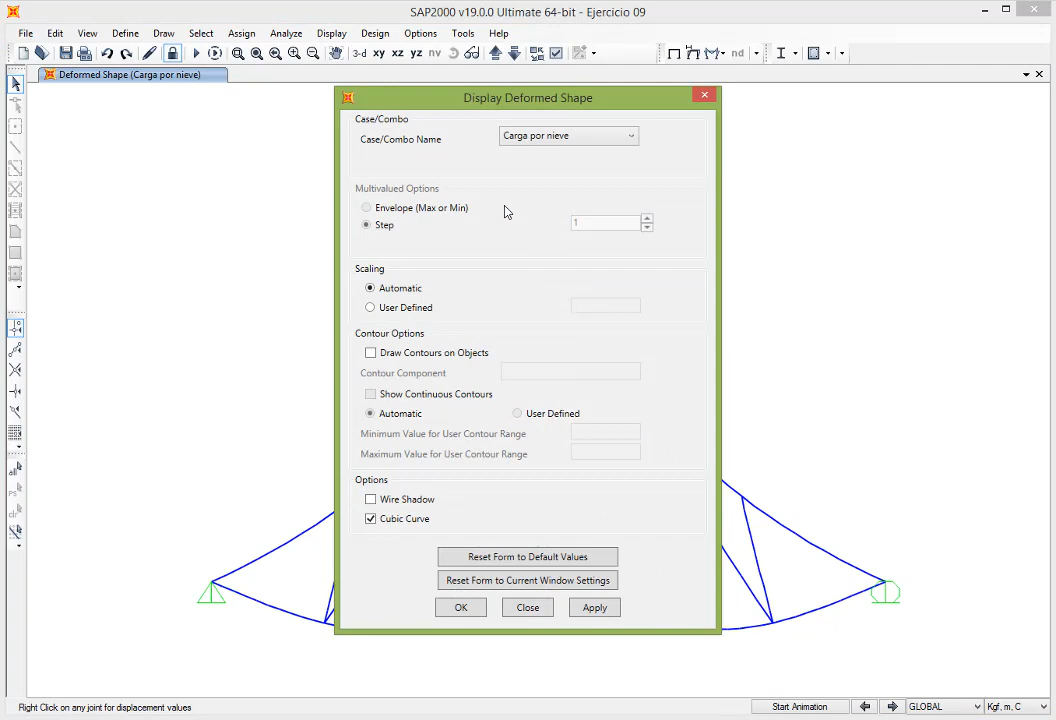 SAP2000 v19.0.0 Ultimate 64-bit - Ejercicio 09
File Edit View Define Draw Select Assign Analyze Display Design Options Tools Help
3-d xy xz yz nv nd
Deformed Shape (Carga por nieve)
Display Deformed Shape
Case/Combo
Case/Combo Name Carga por nieve
Multivalued Options
Envelope (Max or Min)
Step 1
Scaling
Automatic
User Defined
Contour Options
Draw Contours on Objects
Contour Component
Show Continuous Contours
Automatic User Defined
Minimum Value for User Contour Range
Maximum Value for User Contour Range
Options
Wire Shadow
Cubic Curve
Reset Form to Default Values
Reset Form to Current Window Settings
OK Close Apply
all
ps
clr
Right Click on any joint for displacement values Start Animation GLOBAL Kgf, m, C